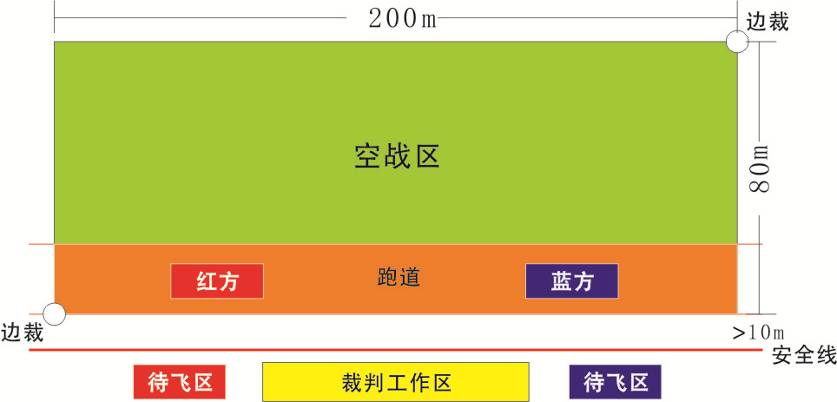 200m
边裁
空战区
80m
红方
跑道
蓝方
边裁
>10m
安全线
待飞区
裁判工作区
待飞区